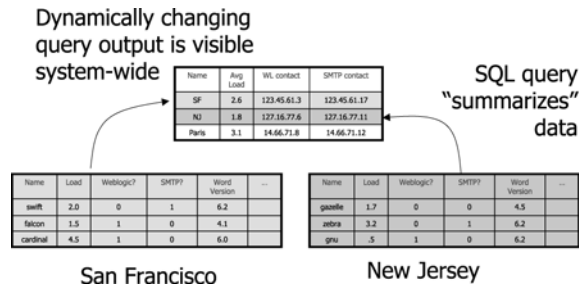 Dynamically changing
query output is visible
system-wide
SQL query
“summarizes”
data
Name Avg Load WL contact SMTP contact
SF 2.6 123.45.61.3 123.45.61.17
NJ 1.8 127.16.77.6 127.16.77.11
Paris 3.1 14.66.71.8 14.66.71.12
Name Load Weblogic? SMTP? Word Version ...
swift 2.0 0 1 6.2
falcon 1.5 1 0 4.1
cardinal 4.5 1 0 6.0
San Francisco
Name Load Weblogic? SMTP? Word Version ...
gazelle 1.7 0 0 4.5
zebra 3.2 0 1 6.2
gnu .5 1 0 6.2
New Jersey